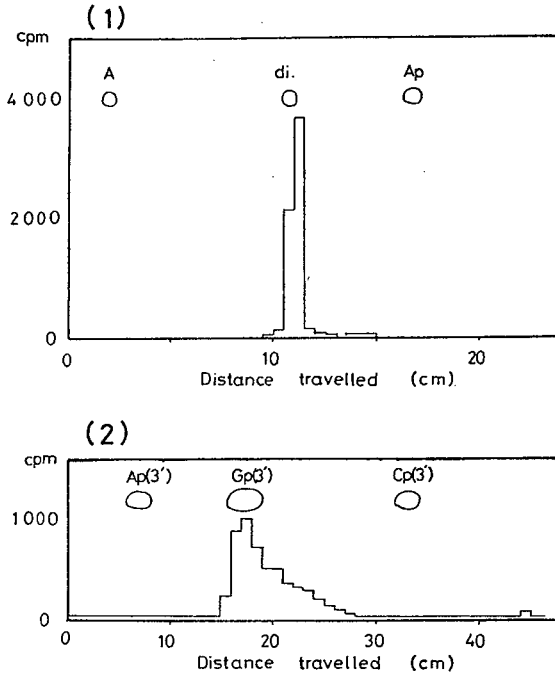 (1)
cpm
A di. Ap
4000
2000
0
0 10 20
Distance travelled (cm).
(2)
cpm
Ap(3′) Gp(3′) Cp(3′)
1000
0
0 10 20 30 40
Distance travelled (cm)